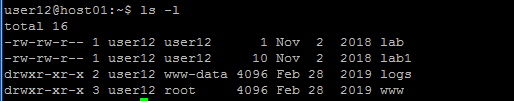 user12@host01:~$ ls -l
total 16
-rw-rw-r-- 1 user12 user12      1 Nov  2  2018 lab
-rw-rw-r-- 1 user12 user12     10 Nov  2  2018 lab1
drwxr-xr-x 2 user12 www-data 4096 Feb 28  2019 logs
drwxr-xr-x 3 user12 root     4096 Feb 28  2019 www